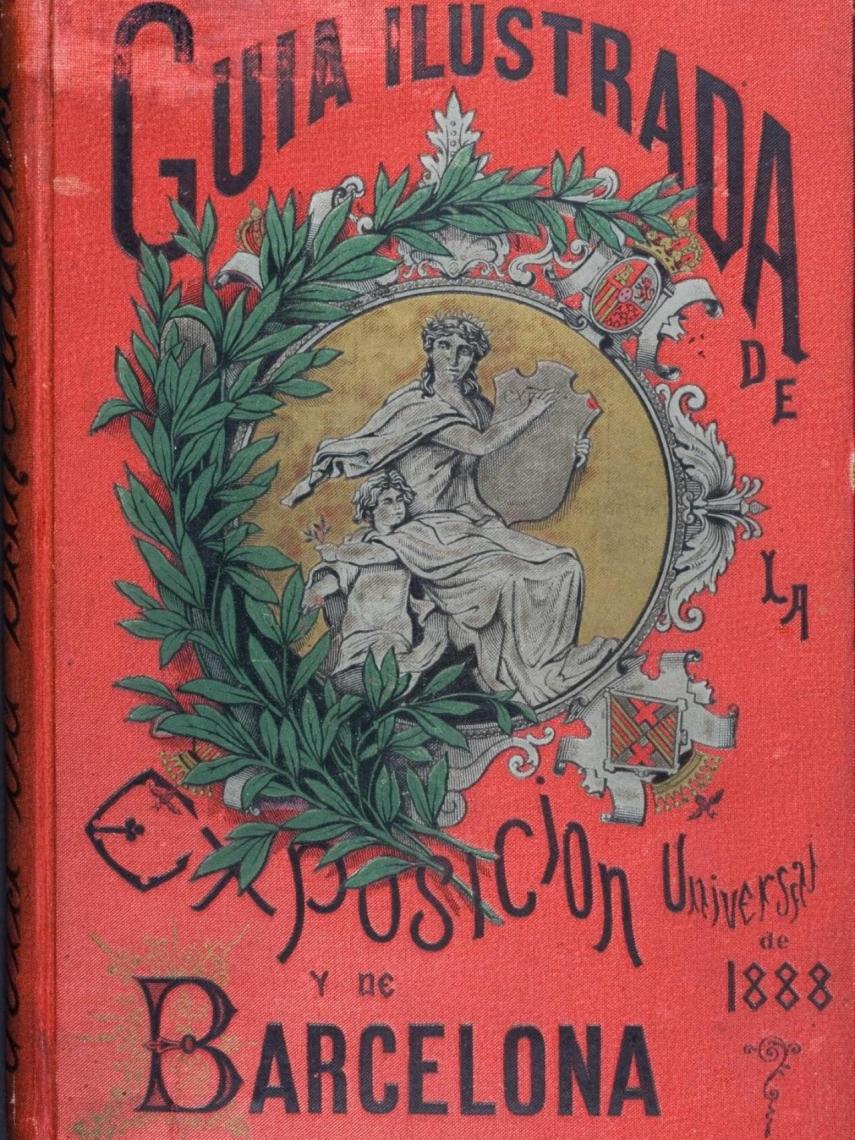 GUIA ILUSTRADA
DE
LA
EXPOSICION UNIVERSAL
de
1888
Y DE
BARCELONA